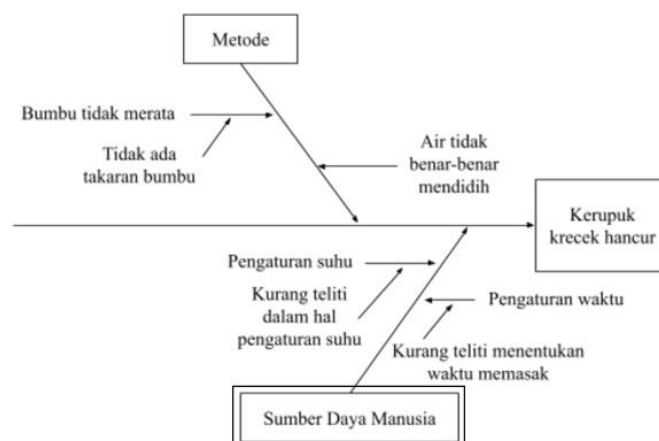 Metode
Bumbu tidak merata
Tidak ada
takaran bumbu
Air tidak
benar-benar
mendidih
Kerupuk
krecek hancur
Pengaturan suhu
Kurang teliti
dalam hal
pengaturan suhu
Pengaturan waktu
Kurang teliti menentukan
waktu memasak
Sumber Daya Manusia